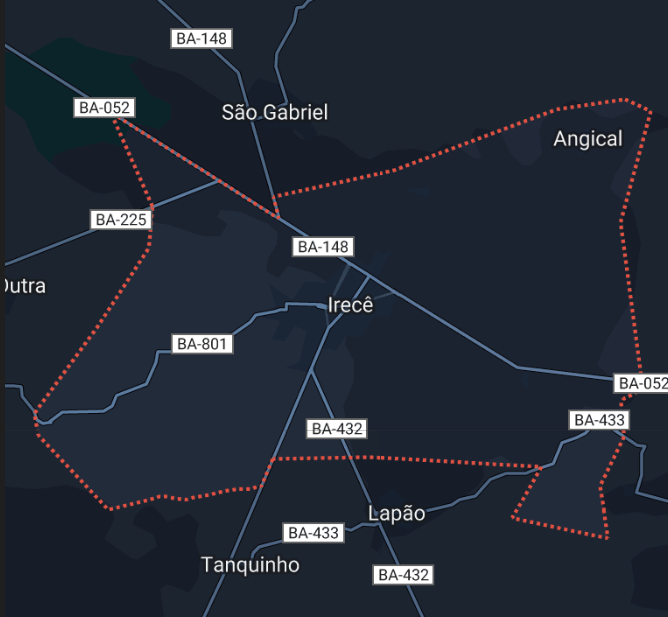 BA-148
BA-052
São Gabriel
Angical
BA-225
BA-148
Outra
Irecê
BA-801
BA-052
BA-433
BA-432
Lapão
BA-433
Tanquinho
BA-432